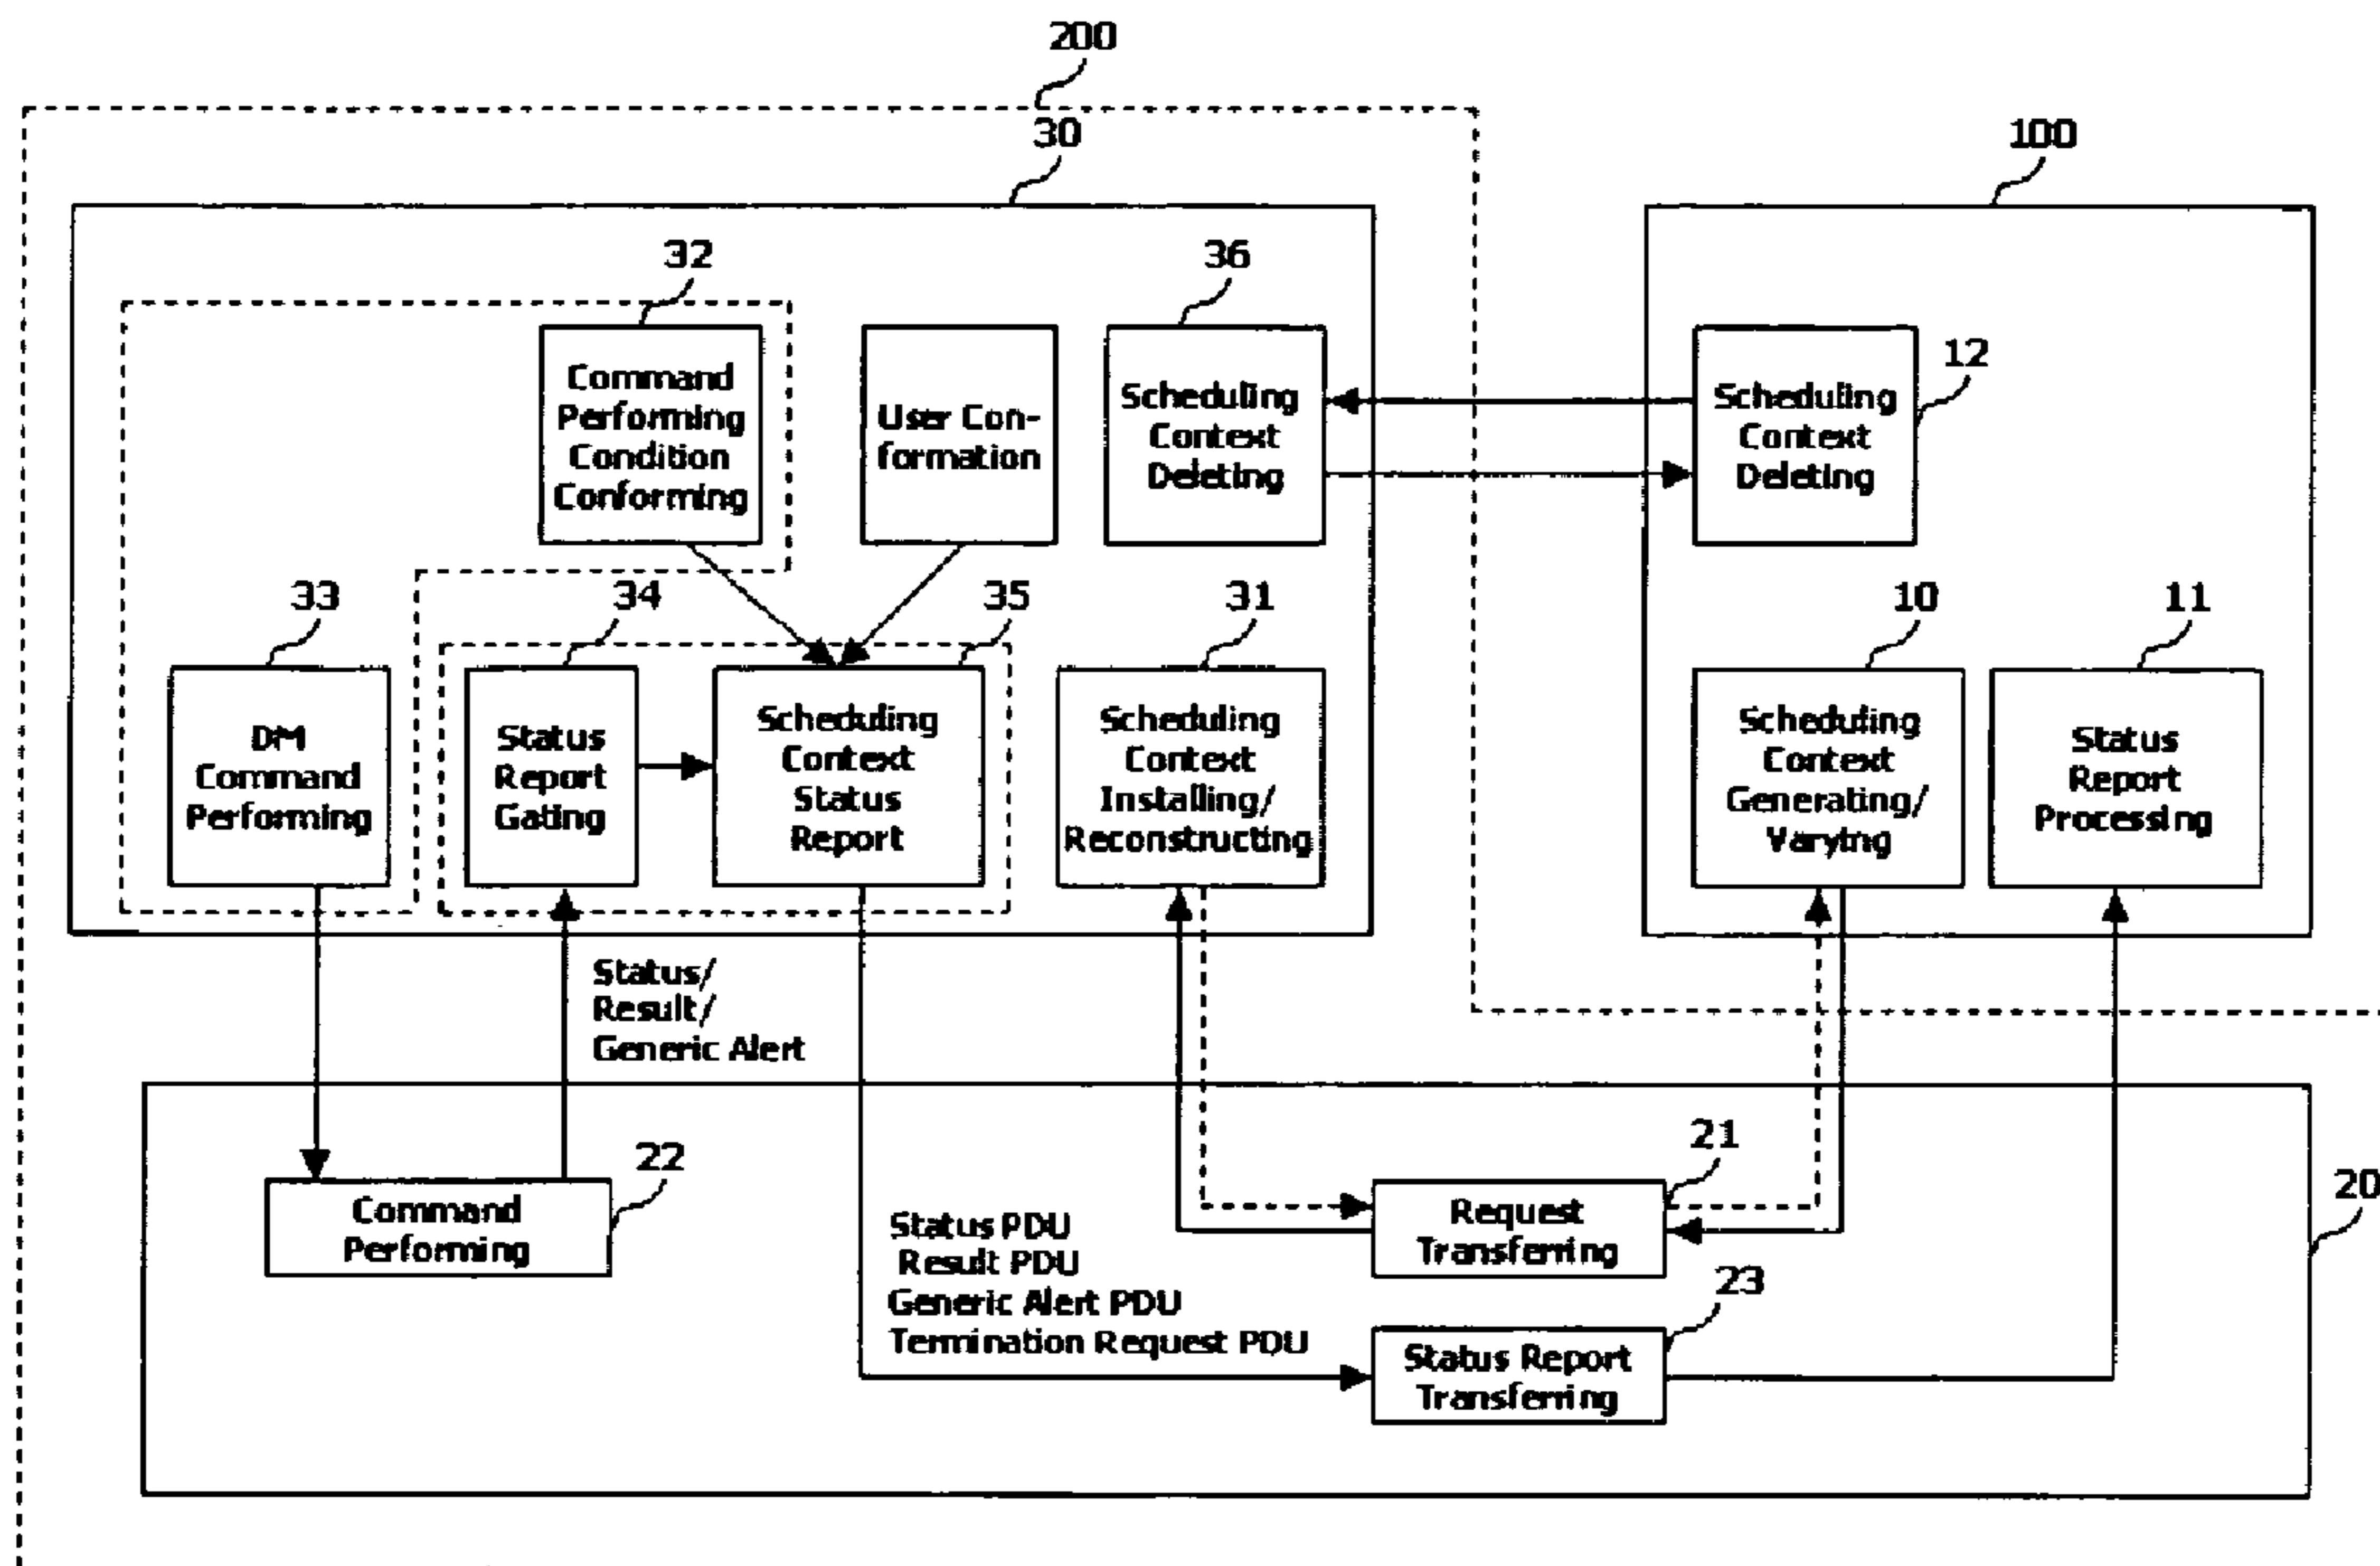 200
30
100
32
36
12
Command
Performing
Condition
Conforming
User Con-
formation
Scheduling
Context
Deleting
Scheduling
Context
Deleting
33
34
35
31
10
11
DM
Command
Performing
Status
Report
Gating
Scheduling
Context
Status
Report
Scheduling
Context
Installing/
Reconstructing
Scheduling
Context
Generating/
Varying
Status
Report
Processing
Status/
Result/
Generic Alert
22
21
20
Command
Performing
Status PDU
Result PDU
Generic Alert PDU
Termination Request PDU
Request
Transferring
23
Status Report
Transferring